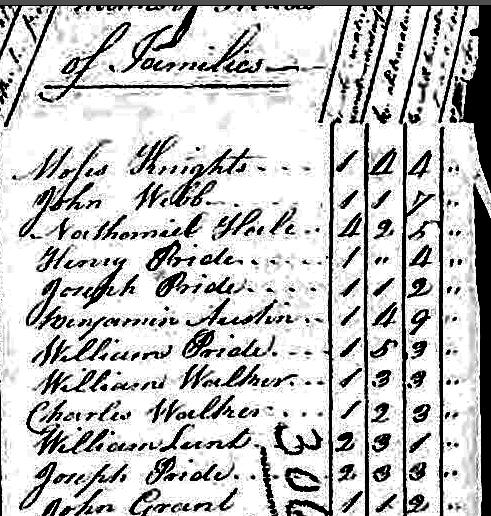 of Families
Moses Knights 1 4 4 "
John Webb 1 1 7 "
Nathaniel Hale 4 2 5 "
Henry Pride 1 " 4 "
Joseph Pride 1 1 2 "
Benjamin Austin 1 4 9 "
William Pride 1 5 3 "
William Walker 1 3 3 "
Charles Walker 1 2 3 "
William Lunt 2 3 1 "
Joseph Pride 2 3 3 "
John Grant 1 1 2 "